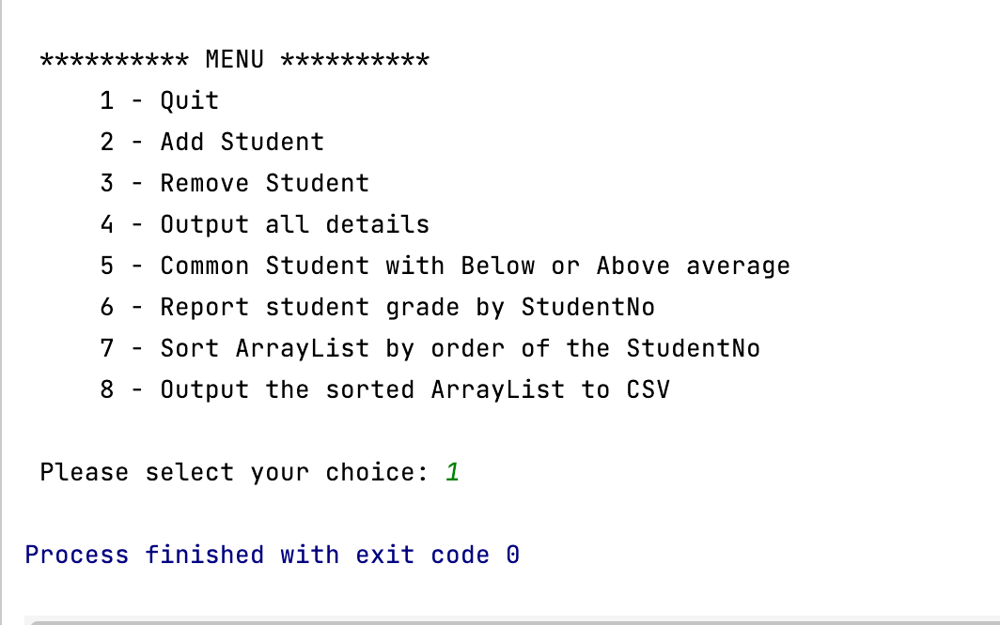 ********** MENU **********
1 - Quit
2 - Add Student
3 - Remove Student
4 - Output all details
5 - Common Student with Below or Above average
6 - Report student grade by StudentNo
7 - Sort ArrayList by order of the StudentNo
8 - Output the sorted ArrayList to CSV
Please select your choice: 1
Process finished with exit code 0